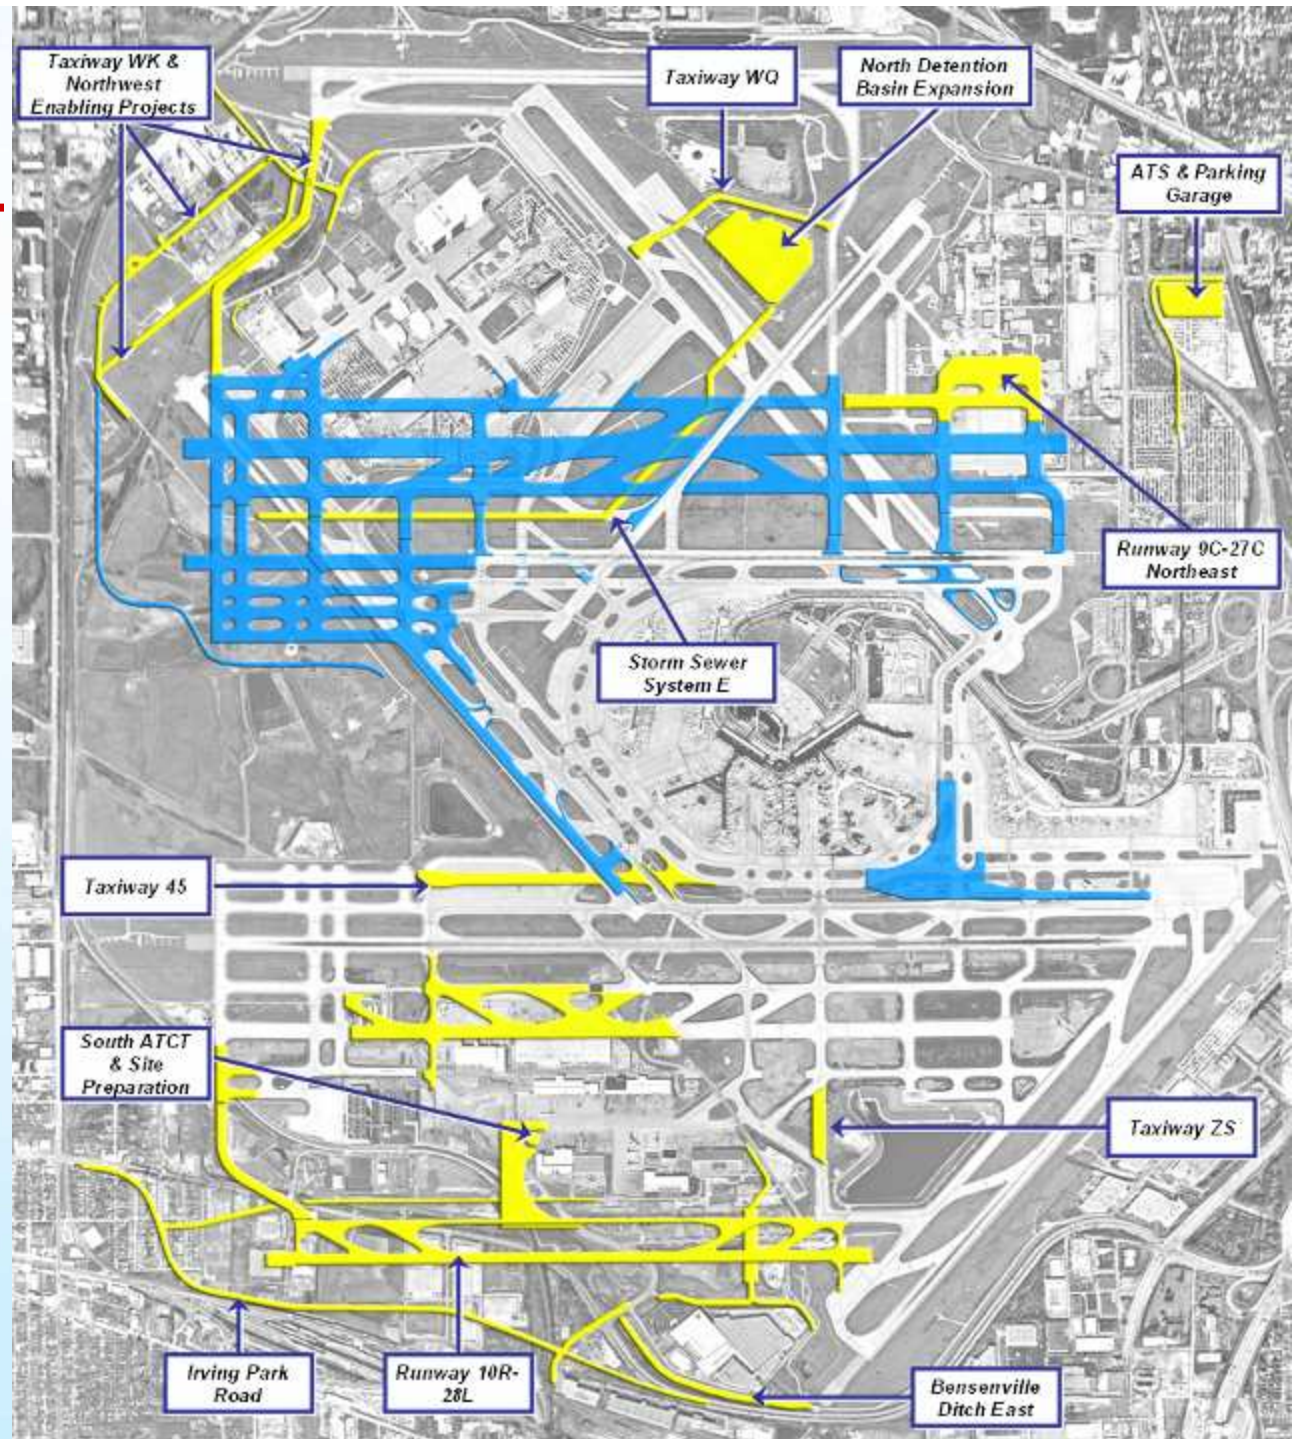 Taxiway WK &
Northwest
Enabling Projects
Taxiway WQ
North Detention
Basin Expansion
ATS & Parking
Garage
Runway 9C-27C
Northeast
Storm Sewer
System E
Taxiway 45
South ATCT
& Site
Preparation
Taxiway ZS
Irving Park
Road
Runway 10R-
28L
Bensenville
Ditch East